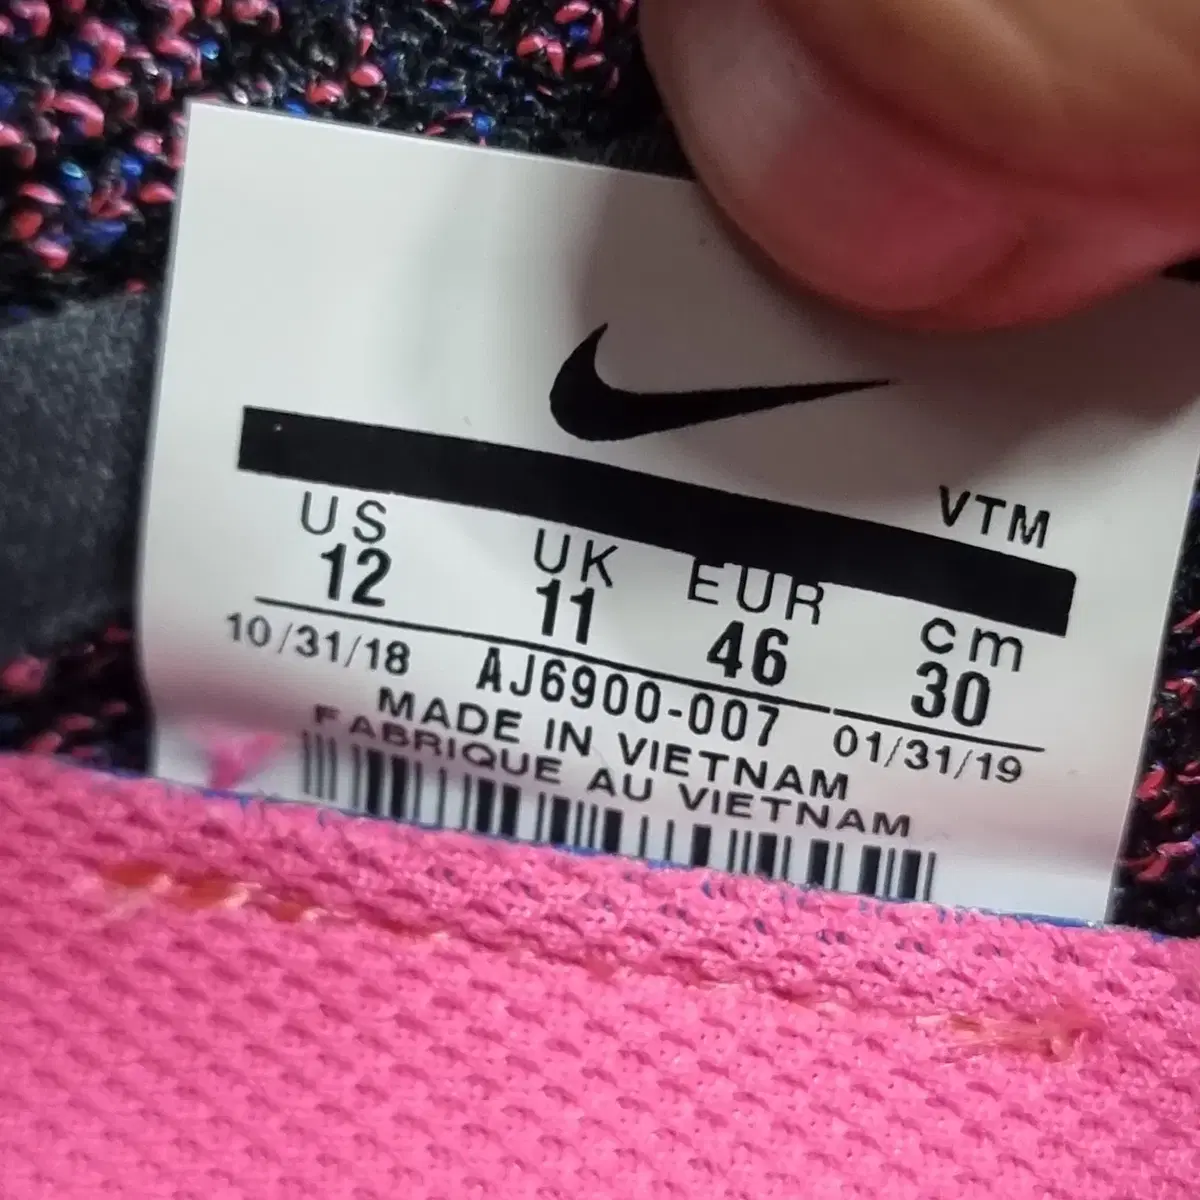 VTM
US UK EUR cm
12 11 46 30
10/31/18 AJ6900-007 01/31/19
MADE IN VIETNAM
FABRIQUE AU VIETNAM